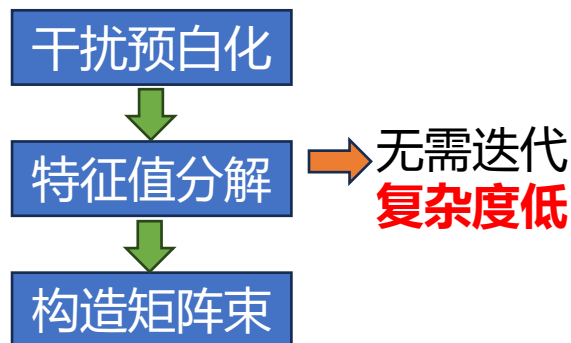 干扰预白化
特征值分解
无需迭代
复杂度低
构造矩阵束